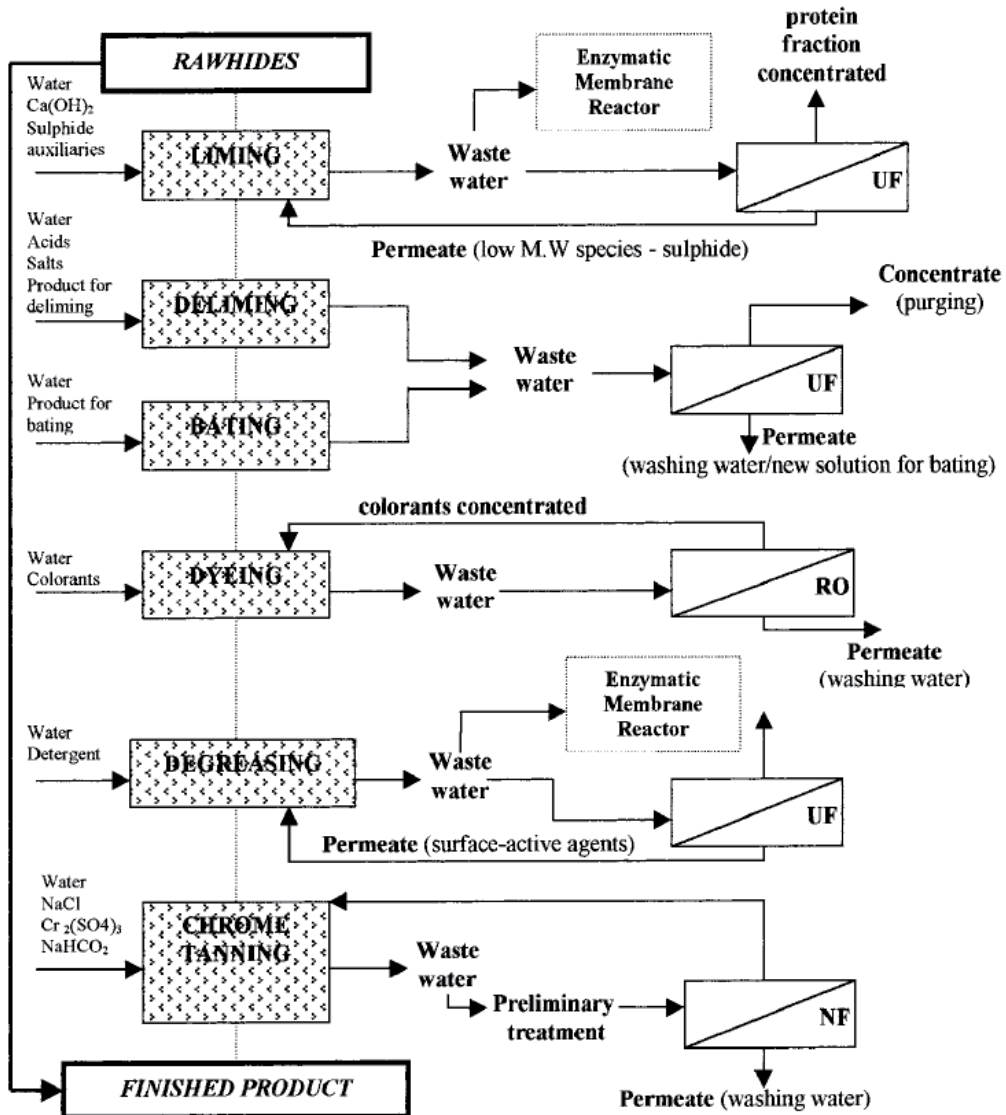 RAWHIDES
Enzymatic
Membrane
Reactor
protein
fraction
concentrated
Water
Ca(OH)2
Sulphide
auxiliaries
LIMING
Waste
water
UF
Permeate (low M.W species - sulphide)
Water
Acids
Salts
Product for
deliming
DELIMING
Waste
water
Concentrate
(purging)
UF
Water
Product for
bating
BATING
Permeate
(washing water/new solution for bating)
colorants concentrated
Water
Colorants
DYEING
Waste
water
RO
Permeate
(washing water)
Enzymatic
Membrane
Reactor
Water
Detergent
DEGREASING
Waste
water
UF
Permeate (surface-active agents)
Water
NaCl
Cr 2(SO4)3
NaHCO2
CHROME
TANNING
Waste
water
Preliminary
treatment
NF
FINISHED PRODUCT
Permeate (washing water)